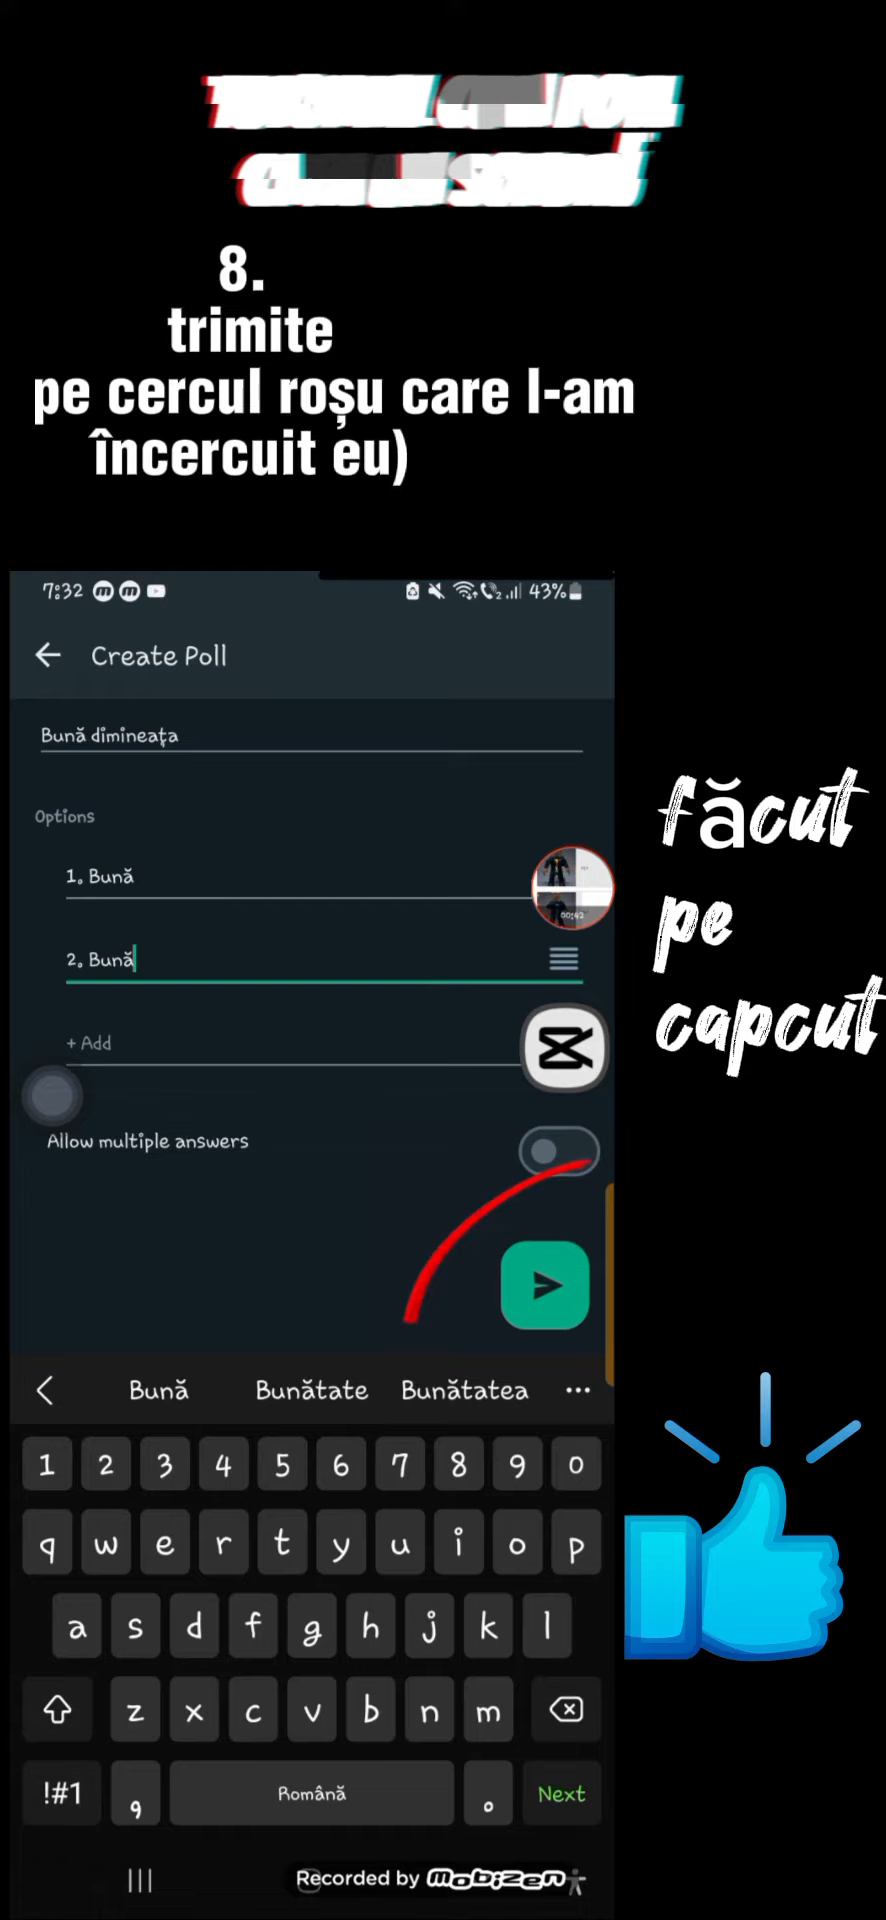 8.
trimite
pe cercul roșu care l-am
încercuit eu)
7:32
43%
Create Poll
Bună dimineața
Options
1. Bună
00:42
2. Bună
+ Add
Allow multiple answers
făcut
pe
capcut
Bună Bunătate Bunătatea
1 2 3 4 5 6 7 8 9 0
q w e r t y u i o p
a s d f g h j k l
z x c v b n m
!#1 , Română . Next
Recorded by Mobizen